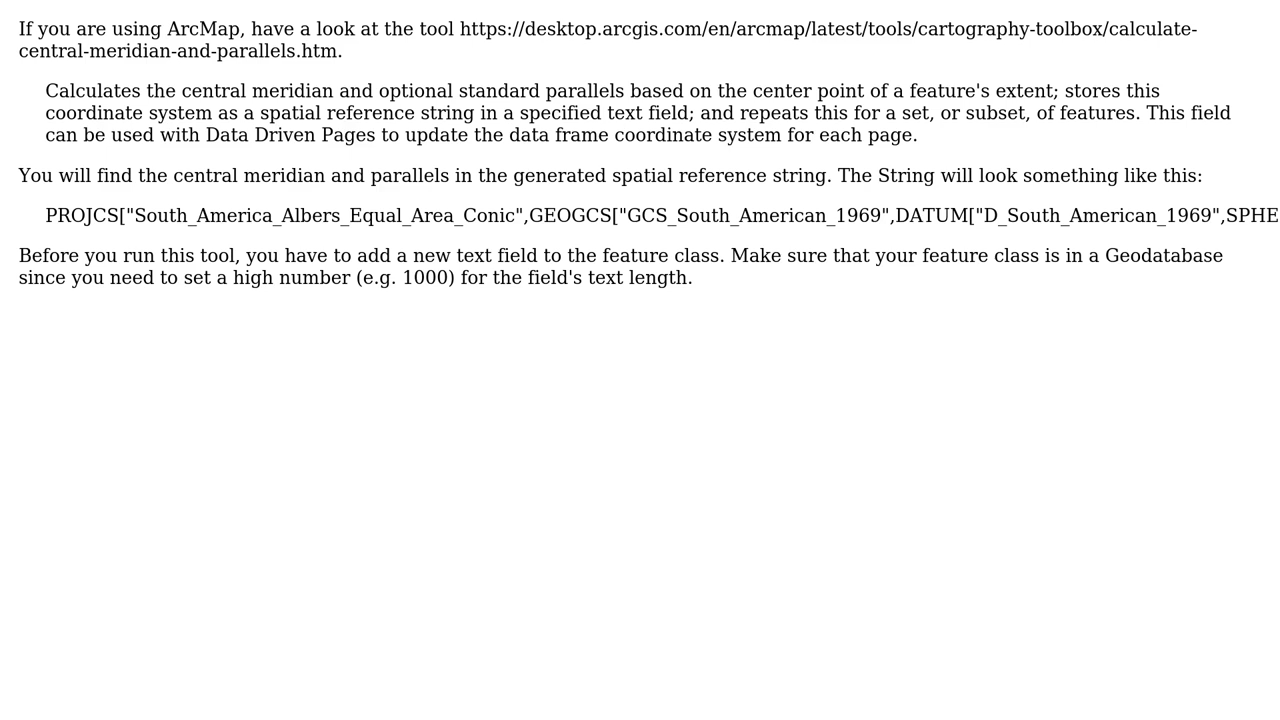 If you are using ArcMap, have a look at the tool https://desktop.arcgis.com/en/arcmap/latest/tools/cartography-toolbox/calculate-
central-meridian-and-parallels.htm.
Calculates the central meridian and optional standard parallels based on the center point of a feature's extent; stores this
coordinate system as a spatial reference string in a specified text field; and repeats this for a set, or subset, of features. This field
can be used with Data Driven Pages to update the data frame coordinate system for each page.
You will find the central meridian and parallels in the generated spatial reference string. The String will look something like this:
PROJCS["South_America_Albers_Equal_Area_Conic",GEOGCS["GCS_South_American_1969",DATUM["D_South_American_1969",SPHE
Before you run this tool, you have to add a new text field to the feature class. Make sure that your feature class is in a Geodatabase
since you need to set a high number (e.g. 1000) for the field's text length.